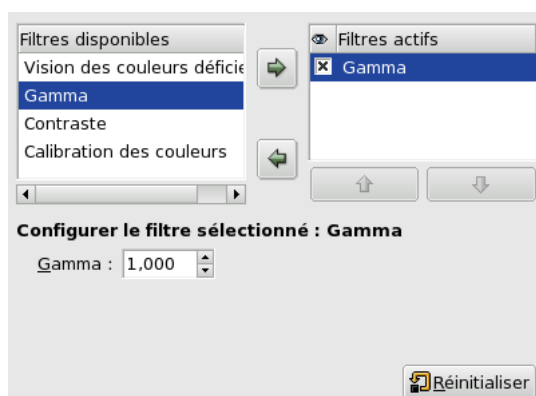 Filtres disponibles
Vision des couleurs déficie
Gamma
Contraste
Calibration des couleurs
Filtres actifs
Gamma
Configurer le filtre sélectionné : Gamma
Gamma : 1,000
Réinitialiser